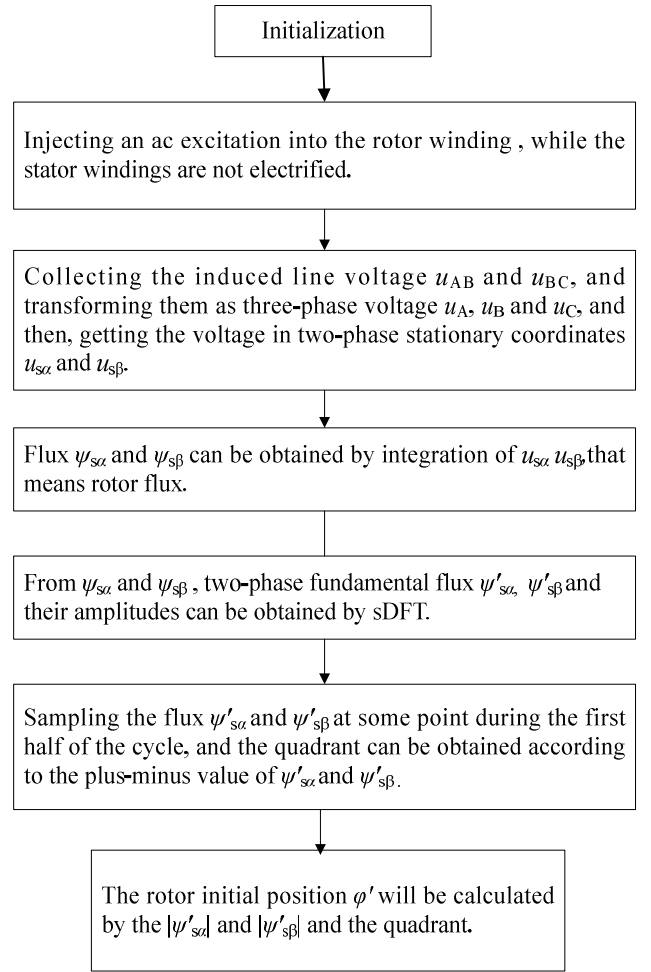 Initialization
Injecting an ac excitation into the rotor winding , while the
stator windings are not electrified.
Collecting the induced line voltage uAB and uBC, and
transforming them as three-phase voltage uA, uB and uC, and
then, getting the voltage in two-phase stationary coordinates
usα and usβ.
Flux ψsα and ψsβ can be obtained by integration of usα usβ,that
means rotor flux.
From ψsα and ψsβ , two-phase fundamental flux ψ′sα, ψ′sβ and
their amplitudes can be obtained by sDFT.
Sampling the flux ψ′sα and ψ′sβ at some point during the first
half of the cycle, and the quadrant can be obtained according
to the plus-minus value of ψ′sα and ψ′sβ .
The rotor initial position φ′ will be calculated
by the |ψ′sα| and |ψ′sβ| and the quadrant.